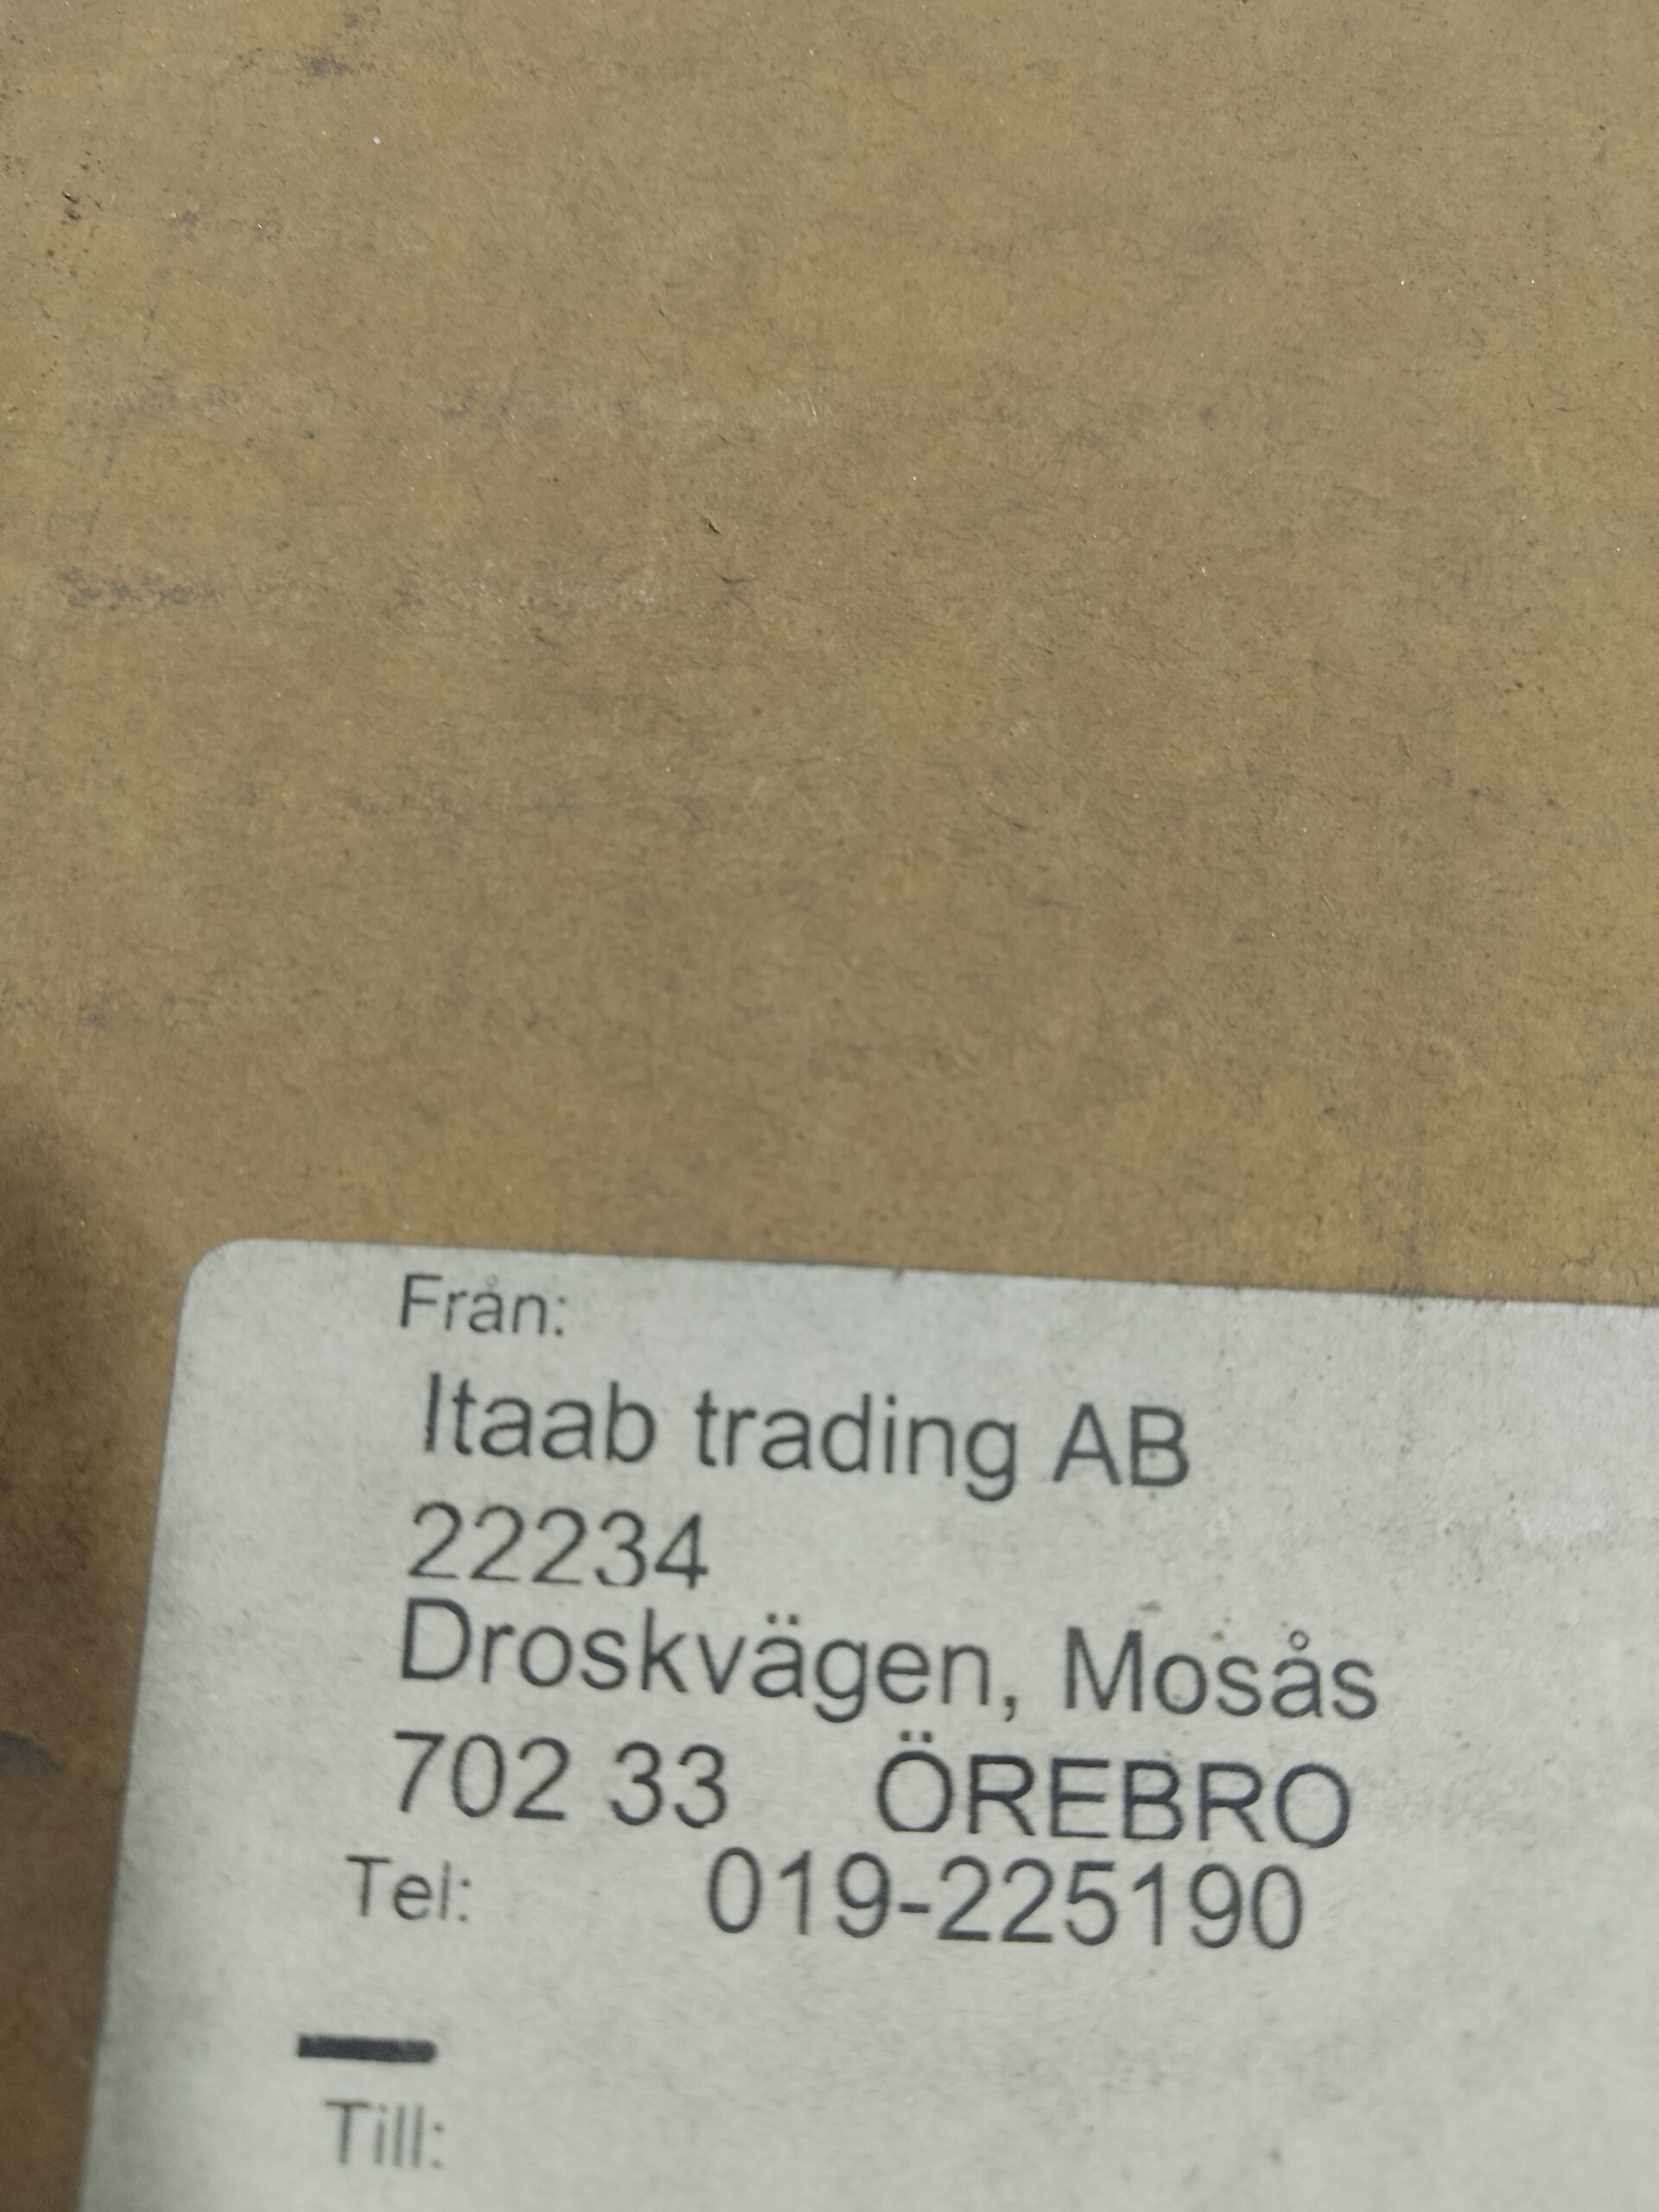 Från:
Itaab trading AB
22234
Droskvägen, Mosås
702 33 ÖREBRO
Tel: 019-225190
Till: